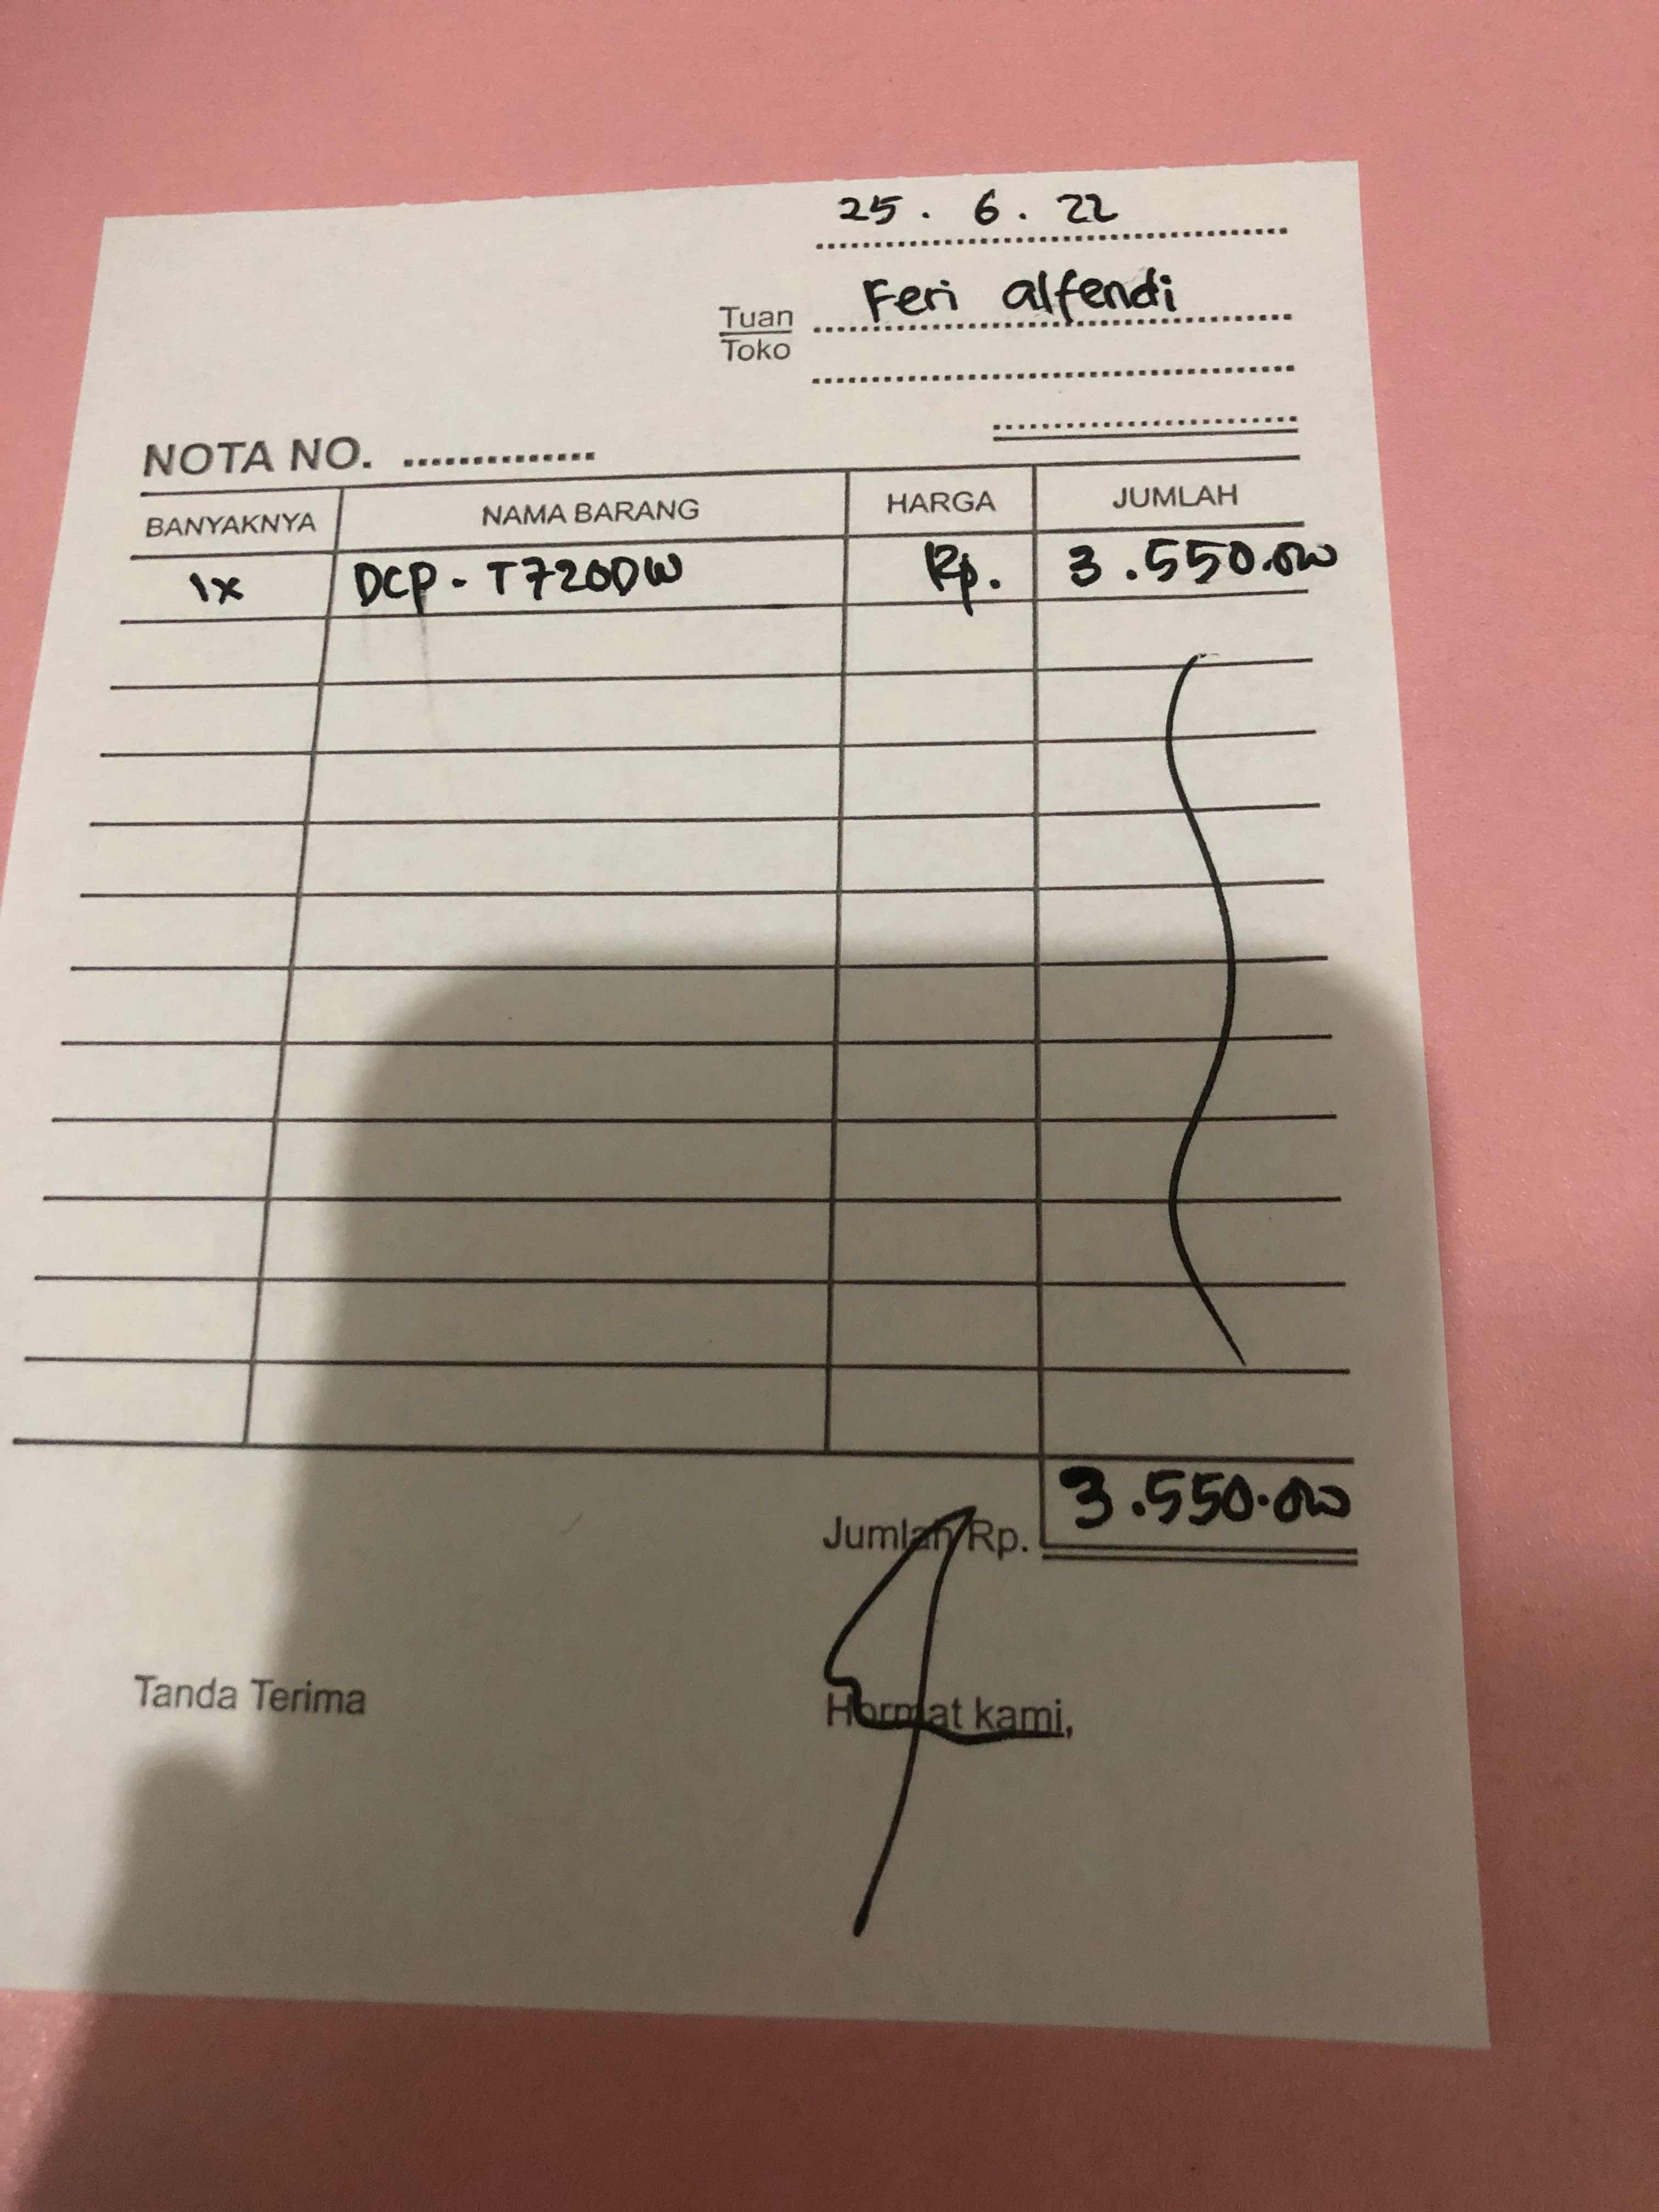 25 . 6 . 22
Tuan Feri alfendi
Toko
NOTA NO. ..............
BANYAKNYA NAMA BARANG HARGA JUMLAH
1x DCP - T720DW Rp. 3.550.000
Jumlah Rp. 3.550.000
Tanda Terima Hormat kami,